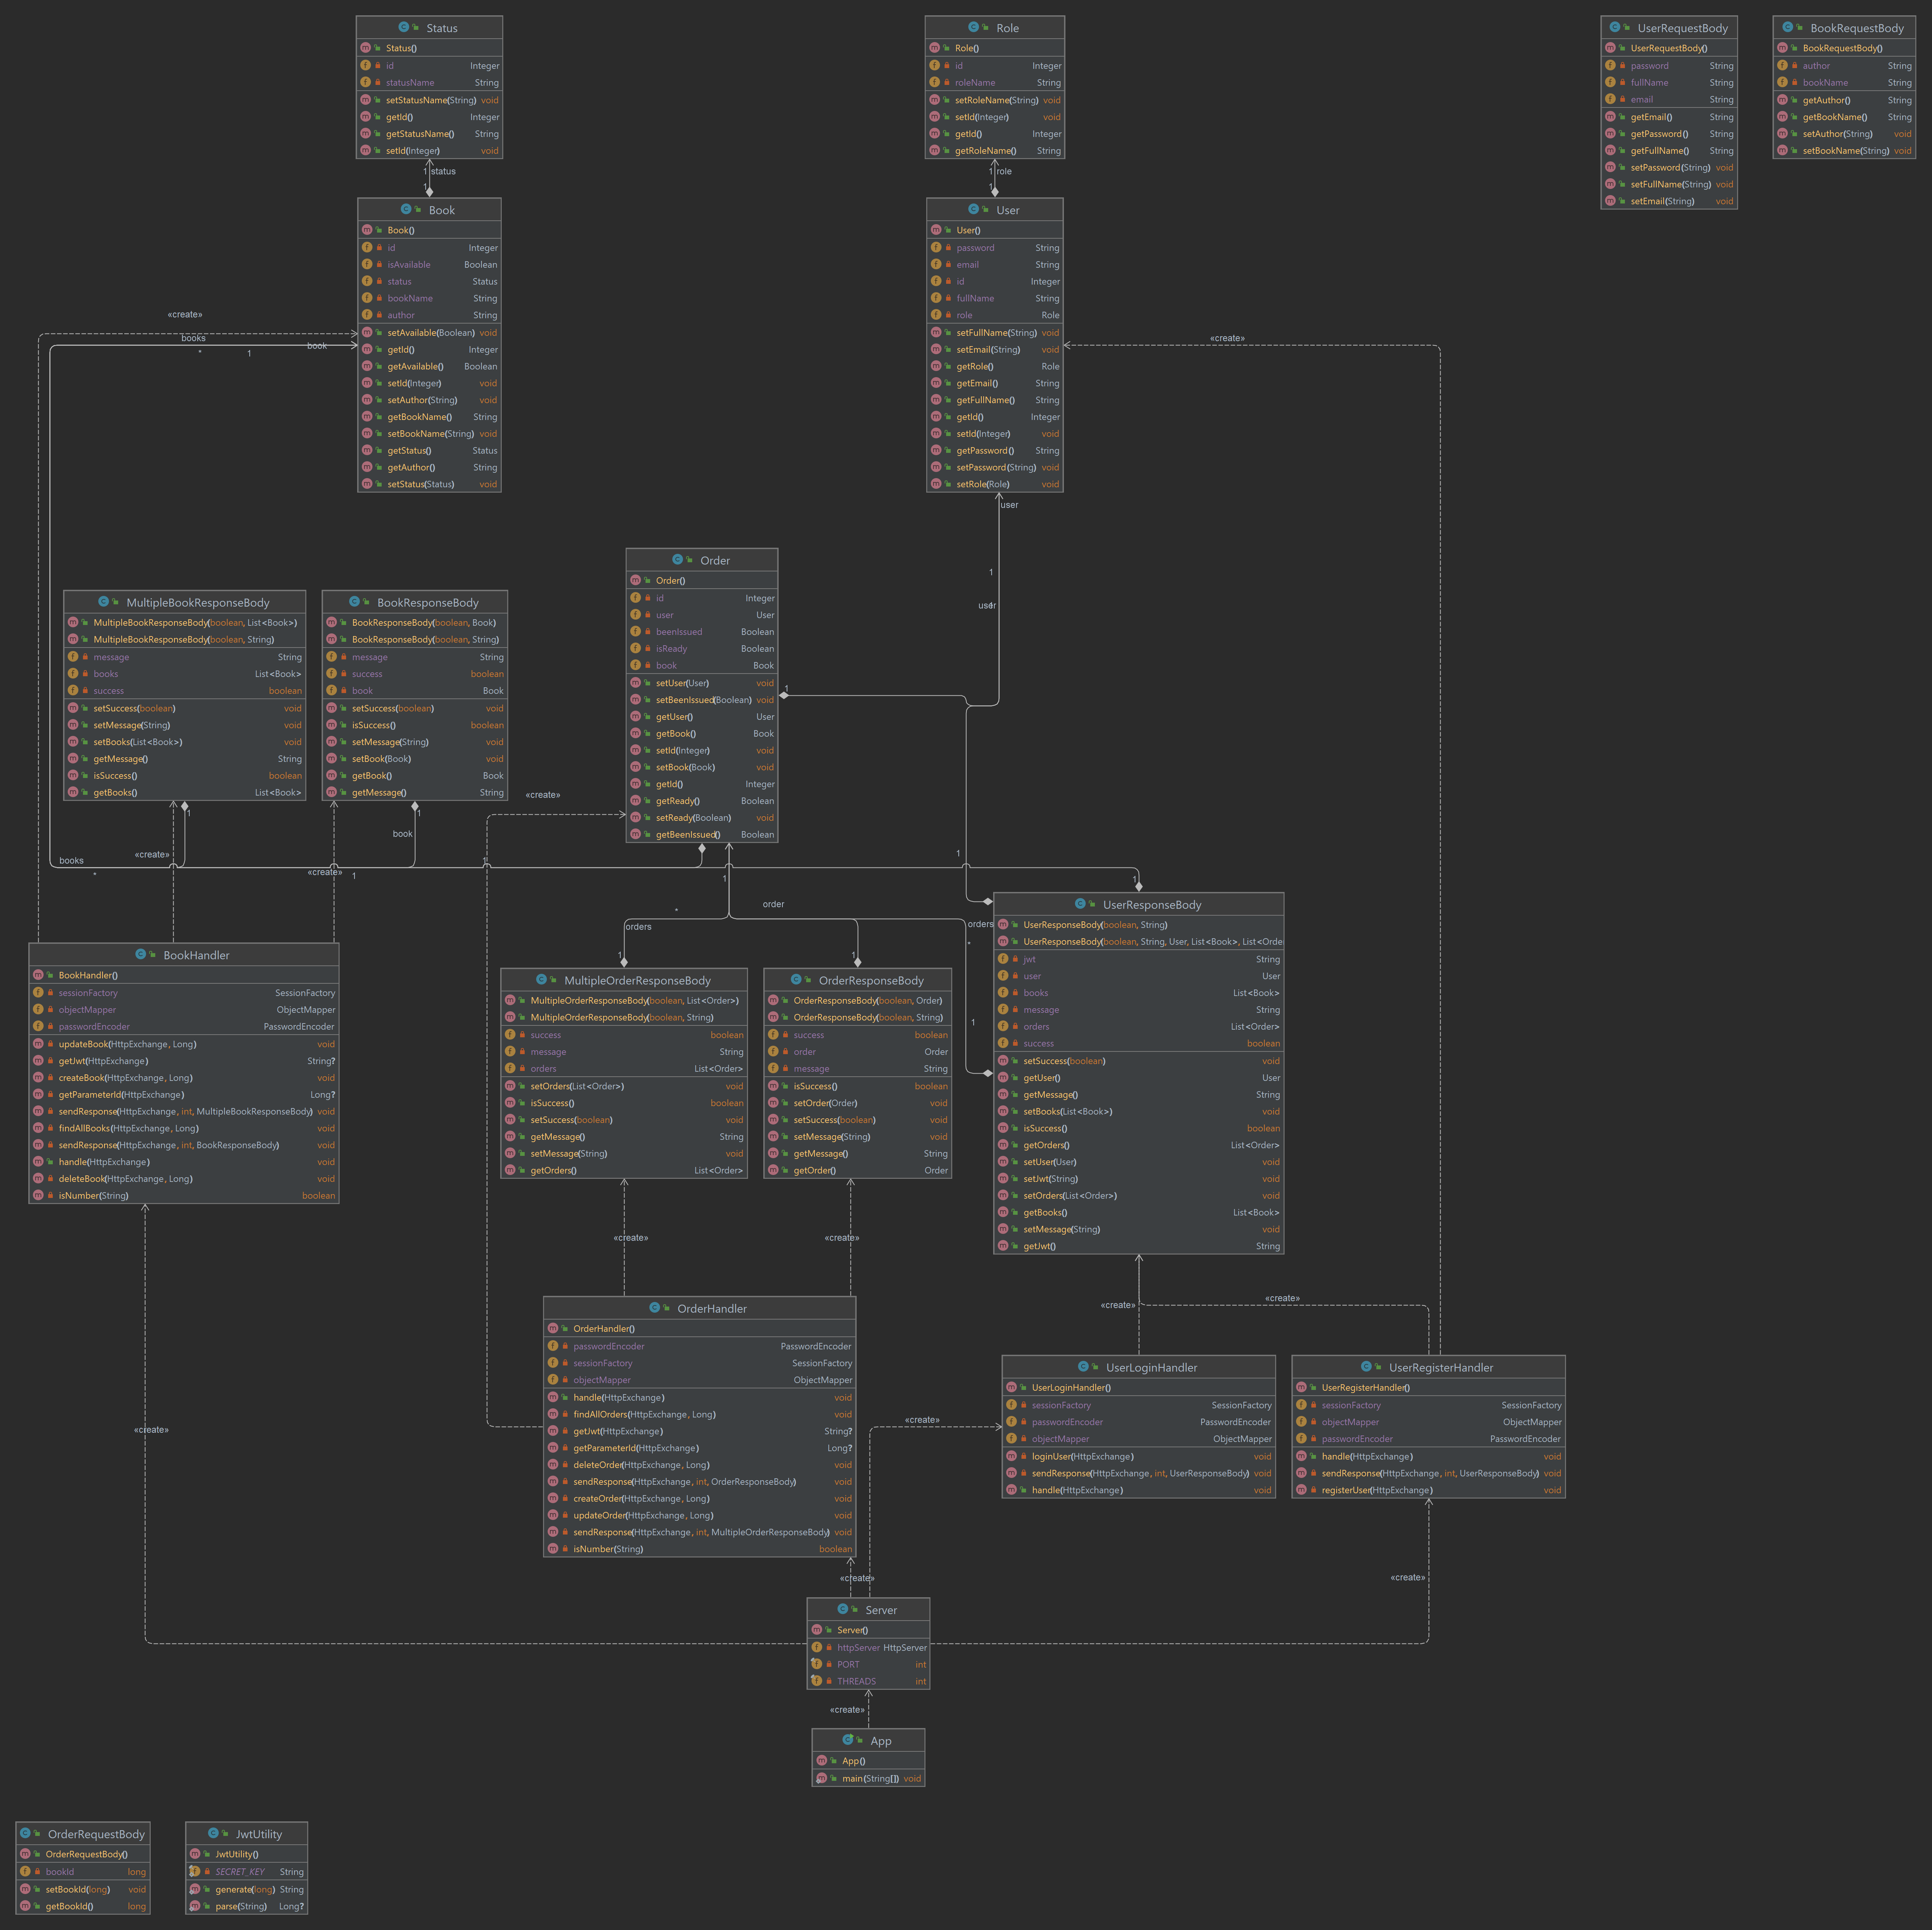 Status
Status()
id Integer
statusName String
setStatusName(String) void
getId() Integer
getStatusName() String
setId(Integer) void
1 status
1
Role
Role()
id Integer
roleName String
setRoleName(String) void
setId(Integer) void
getId() Integer
getRoleName() String
1 role
1
UserRequestBody
UserRequestBody()
password String
fullName String
email String
getEmail() String
getPassword() String
getFullName() String
setPassword(String) void
setFullName(String) void
setEmail(String) void
BookRequestBody
BookRequestBody()
author String
bookName String
getAuthor() String
getBookName() String
setAuthor(String) void
setBookName(String) void
Book
Book()
id Integer
isAvailable Boolean
status Status
bookName String
author String
setAvailable(Boolean) void
getId() Integer
getAvailable() Boolean
setId(Integer) void
setAuthor(String) void
getBookName() String
setBookName(String) void
getStatus() Status
getAuthor() String
setStatus(Status) void
«create»
books
book
* 1
User
User()
password String
email String
id Integer
fullName String
role Role
setFullName(String) void
setEmail(String) void
getRole() Role
getEmail() String
getFullName() String
getId() Integer
setId(Integer) void
getPassword() String
setPassword(String) void
setRole(Role) void
«create»
user
1
user
Order
Order()
id Integer
user User
beenIssued Boolean
isReady Boolean
book Book
setUser(User) void
setBeenIssued(Boolean) void
getUser() User
getBook() Book
setId(Integer) void
setBook(Book) void
getId() Integer
getReady() Boolean
setReady(Boolean) void
getBeenIssued() Boolean
1
«create»
MultipleBookResponseBody
MultipleBookResponseBody(boolean, List<Book>)
MultipleBookResponseBody(boolean, String)
message String
books List<Book>
success boolean
setSuccess(boolean) void
setMessage(String) void
setBooks(List<Book>) void
getMessage() String
isSuccess() boolean
getBooks() List<Book>
1
BookResponseBody
BookResponseBody(boolean, Book)
BookResponseBody(boolean, String)
message String
success boolean
book Book
setSuccess(boolean) void
isSuccess() boolean
setMessage(String) void
setBook(Book) void
getBook() Book
getMessage() String
1
book
«create»
books
*
«create»
1
1
1
1
1
*
order
orders
1
1
orders
*
1
BookHandler
BookHandler()
sessionFactory SessionFactory
objectMapper ObjectMapper
passwordEncoder PasswordEncoder
updateBook(HttpExchange, Long) void
getJwt(HttpExchange) String?
createBook(HttpExchange, Long) void
getParameterId(HttpExchange) Long?
sendResponse(HttpExchange, int, MultipleBookResponseBody) void
findAllBooks(HttpExchange, Long) void
sendResponse(HttpExchange, int, BookResponseBody) void
handle(HttpExchange) void
deleteBook(HttpExchange, Long) void
isNumber(String) boolean
MultipleOrderResponseBody
MultipleOrderResponseBody(boolean, List<Order>)
MultipleOrderResponseBody(boolean, String)
success boolean
message String
orders List<Order>
setOrders(List<Order>) void
isSuccess() boolean
setSuccess(boolean) void
getMessage() String
setMessage(String) void
getOrders() List<Order>
OrderResponseBody
OrderResponseBody(boolean, Order)
OrderResponseBody(boolean, String)
success boolean
order Order
message String
isSuccess() boolean
setOrder(Order) void
setSuccess(boolean) void
setMessage(String) void
getMessage() String
getOrder() Order
UserResponseBody
UserResponseBody(boolean, String)
UserResponseBody(boolean, String, User, List<Book>, List<Orde
jwt String
user User
books List<Book>
message String
orders List<Order>
success boolean
setSuccess(boolean) void
getUser() User
getMessage() String
setBooks(List<Book>) void
isSuccess() boolean
getOrders() List<Order>
setUser(User) void
setJwt(String) void
setOrders(List<Order>) void
getBooks() List<Book>
setMessage(String) void
getJwt() String
«create»
«create»
«create»
«create»
OrderHandler
OrderHandler()
passwordEncoder PasswordEncoder
sessionFactory SessionFactory
objectMapper ObjectMapper
handle(HttpExchange) void
findAllOrders(HttpExchange, Long) void
getJwt(HttpExchange) String?
getParameterId(HttpExchange) Long?
deleteOrder(HttpExchange, Long) void
sendResponse(HttpExchange, int, OrderResponseBody) void
createOrder(HttpExchange, Long) void
updateOrder(HttpExchange, Long) void
sendResponse(HttpExchange, int, MultipleOrderResponseBody) void
isNumber(String) boolean
UserLoginHandler
UserLoginHandler()
sessionFactory SessionFactory
passwordEncoder PasswordEncoder
objectMapper ObjectMapper
loginUser(HttpExchange) void
sendResponse(HttpExchange, int, UserResponseBody) void
handle(HttpExchange) void
UserRegisterHandler
UserRegisterHandler()
sessionFactory SessionFactory
objectMapper ObjectMapper
passwordEncoder PasswordEncoder
handle(HttpExchange) void
sendResponse(HttpExchange, int, UserResponseBody) void
registerUser(HttpExchange) void
«create»
«create»
«create»
«create»
Server
Server()
httpServer HttpServer
PORT int
THREADS int
«create»
App
App()
main(String[]) void
OrderRequestBody
OrderRequestBody()
bookId long
setBookId(long) void
getBookId() long
JwtUtility
JwtUtility()
SECRET_KEY String
generate(long) String
parse(String) Long?